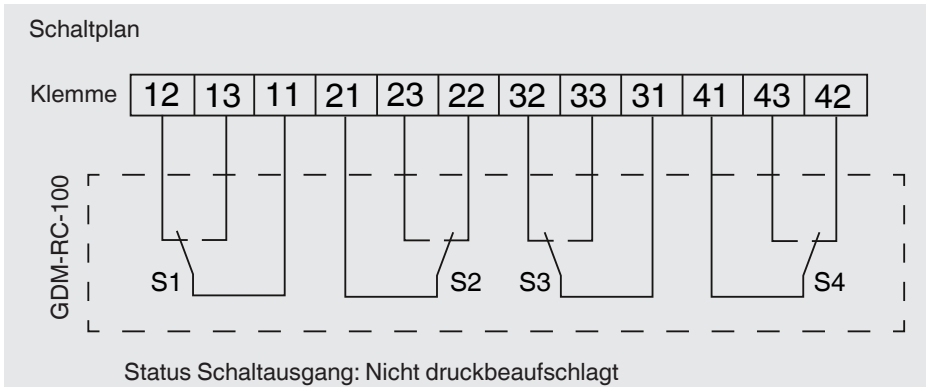 Schaltplan
Klemme 12 13 11 21 23 22 32 33 31 41 43 42
GDM-RC-100
S1 S2 S3 S4
Status Schaltausgang: Nicht druckbeaufschlagt